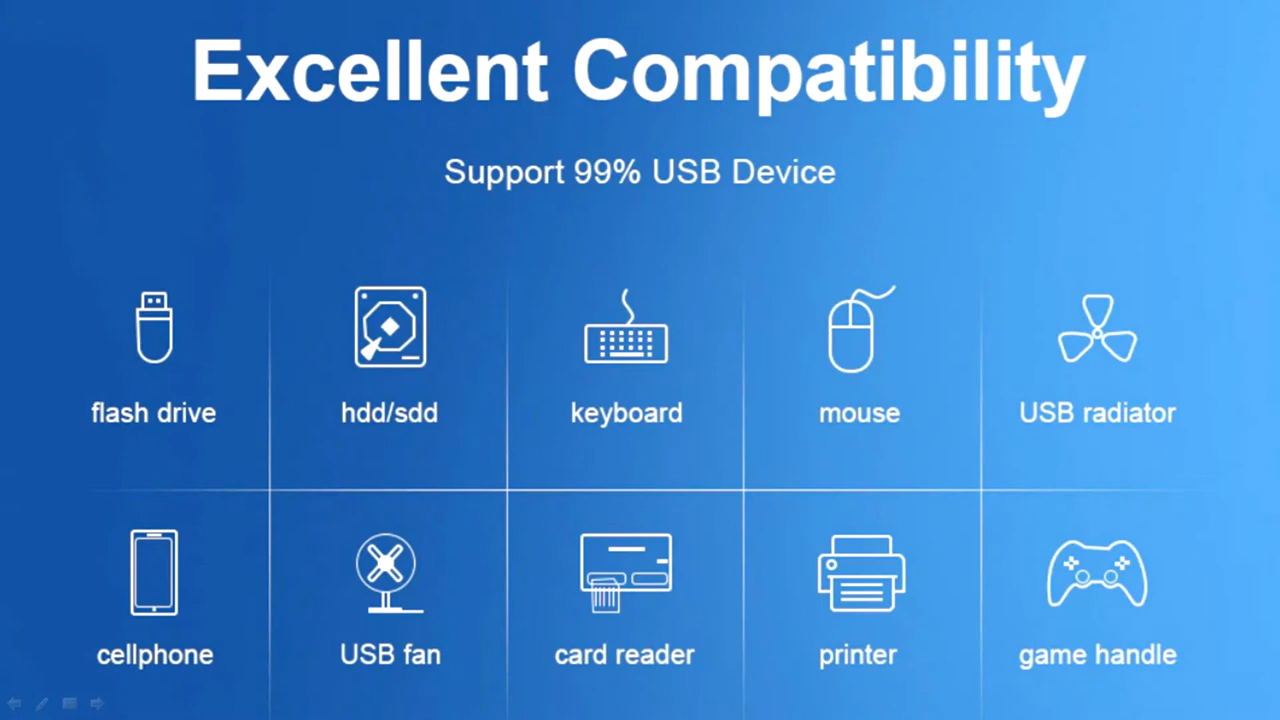 Excellent Compatibility
Support 99% USB Device
flash drive
hdd/sdd
keyboard
mouse
USB radiator
cellphone
USB fan
card reader
printer
game handle